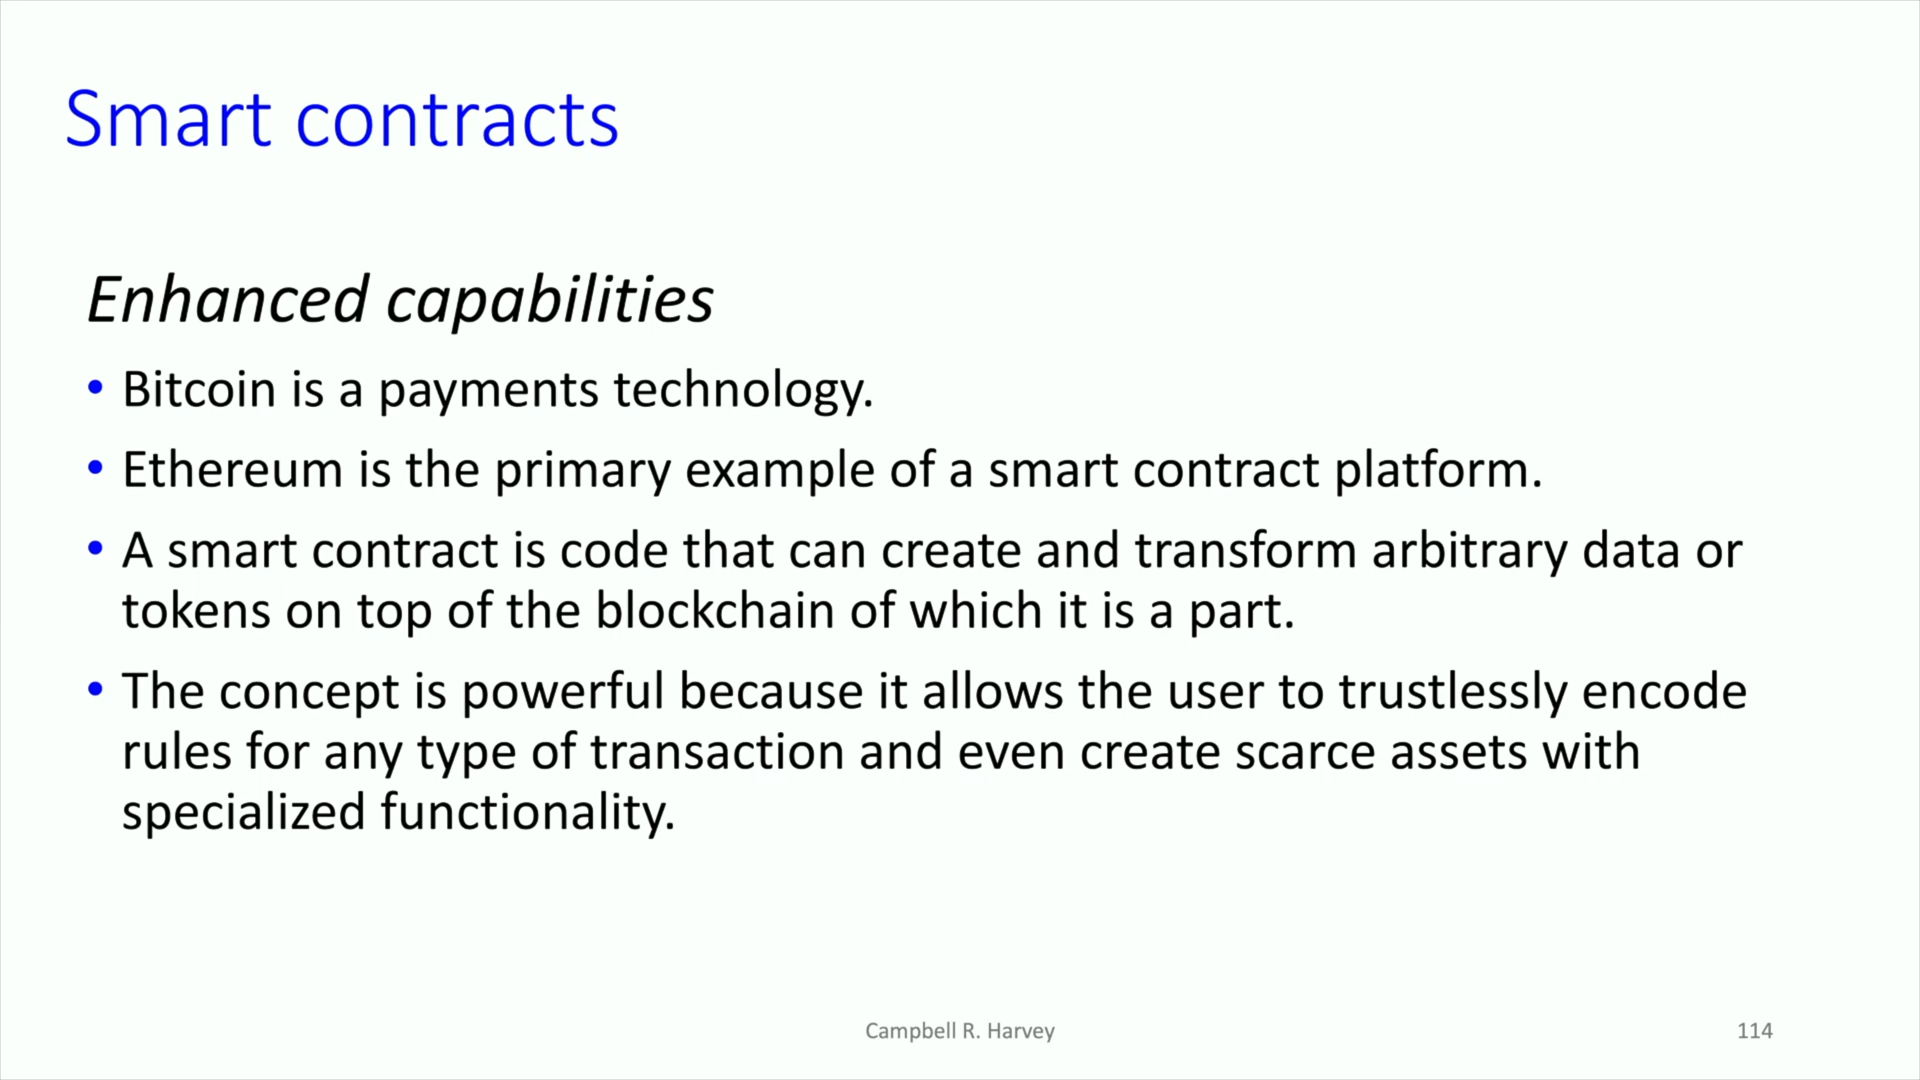 Smart contracts
Enhanced capabilities
• Bitcoin is a payments technology.
• Ethereum is the primary example of a smart contract platform.
• A smart contract is code that can create and transform arbitrary data or
tokens on top of the blockchain of which it is a part.
• The concept is powerful because it allows the user to trustlessly encode
rules for any type of transaction and even create scarce assets with
specialized functionality.
Campbell R. Harvey
114